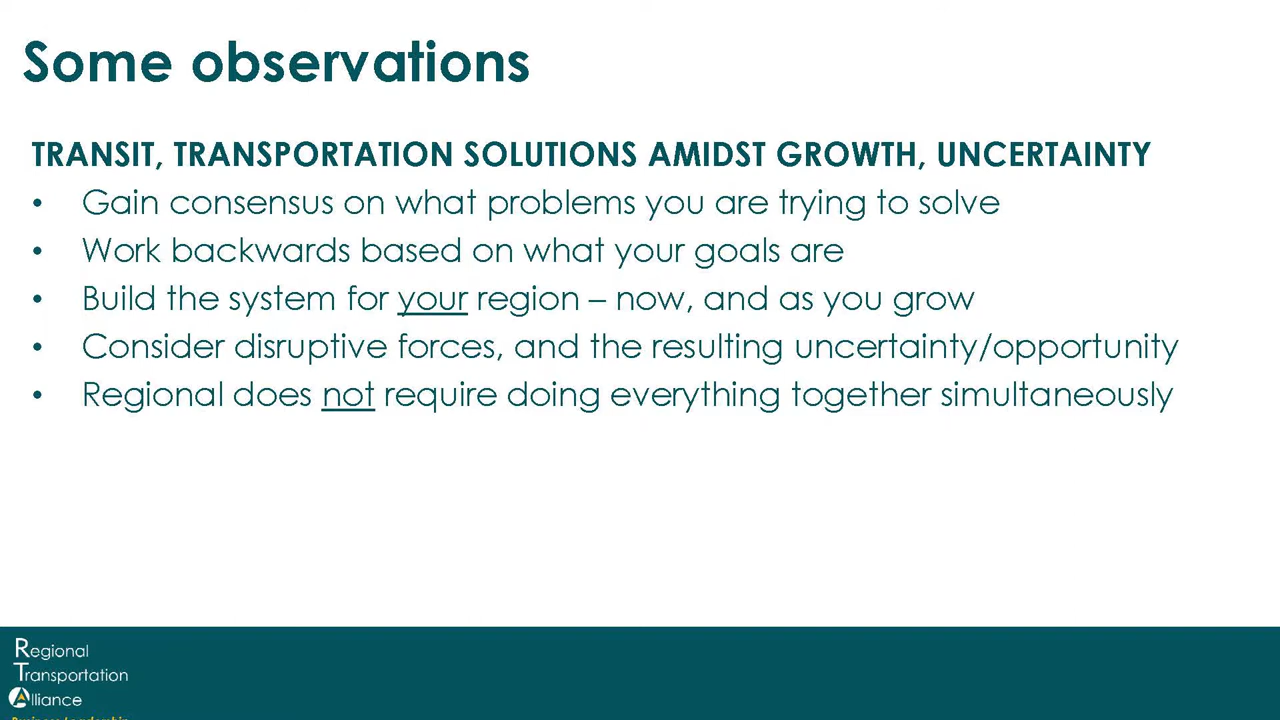 Some observations
TRANSIT, TRANSPORTATION SOLUTIONS AMIDST GROWTH, UNCERTAINTY
• Gain consensus on what problems you are trying to solve
• Work backwards based on what your goals are
• Build the system for your region – now, and as you grow
• Consider disruptive forces, and the resulting uncertainty/opportunity
• Regional does not require doing everything together simultaneously
Regional
Transportation
Alliance
Business Leadership